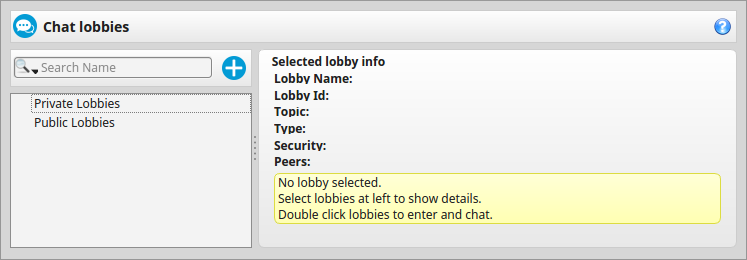 Chat lobbies
Search Name
Private Lobbies
Public Lobbies
Selected lobby info
Lobby Name:
Lobby Id:
Topic:
Type:
Security:
Peers:
No lobby selected.
Select lobbies at left to show details.
Double click lobbies to enter and chat.